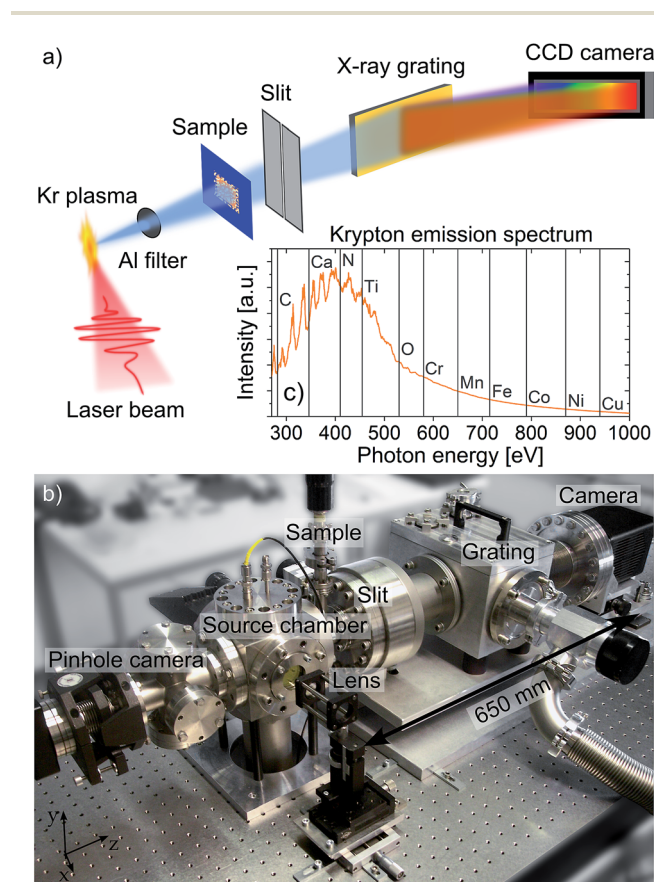 a)
CCD camera
X-ray grating
Slit
Sample
Kr plasma
Al filter
Laser beam
Krypton emission spectrum
Intensity [a.u.]
C
Ca
N
Ti
O
Cr
Mn
Fe
Co
Ni
Cu
c)
300 400 500 600 700 800 900 1000
Photon energy [eV]
b)
Camera
Sample
Grating
Slit
Source chamber
Pinhole camera
Lens
650 mm
y
z
x